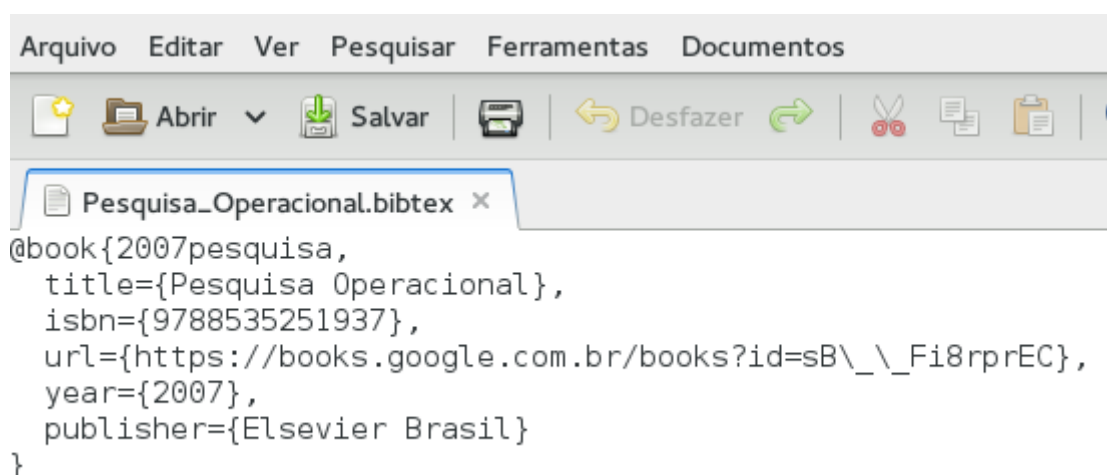 Arquivo Editar Ver Pesquisar Ferramentas Documentos
Abrir Salvar Desfazer
Pesquisa_Operacional.bibtex ×
@book{2007pesquisa,
  title={Pesquisa Operacional},
  isbn={9788535251937},
  url={https://books.google.com.br/books?id=sB\_\_Fi8rprEC},
  year={2007},
  publisher={Elsevier Brasil}
}